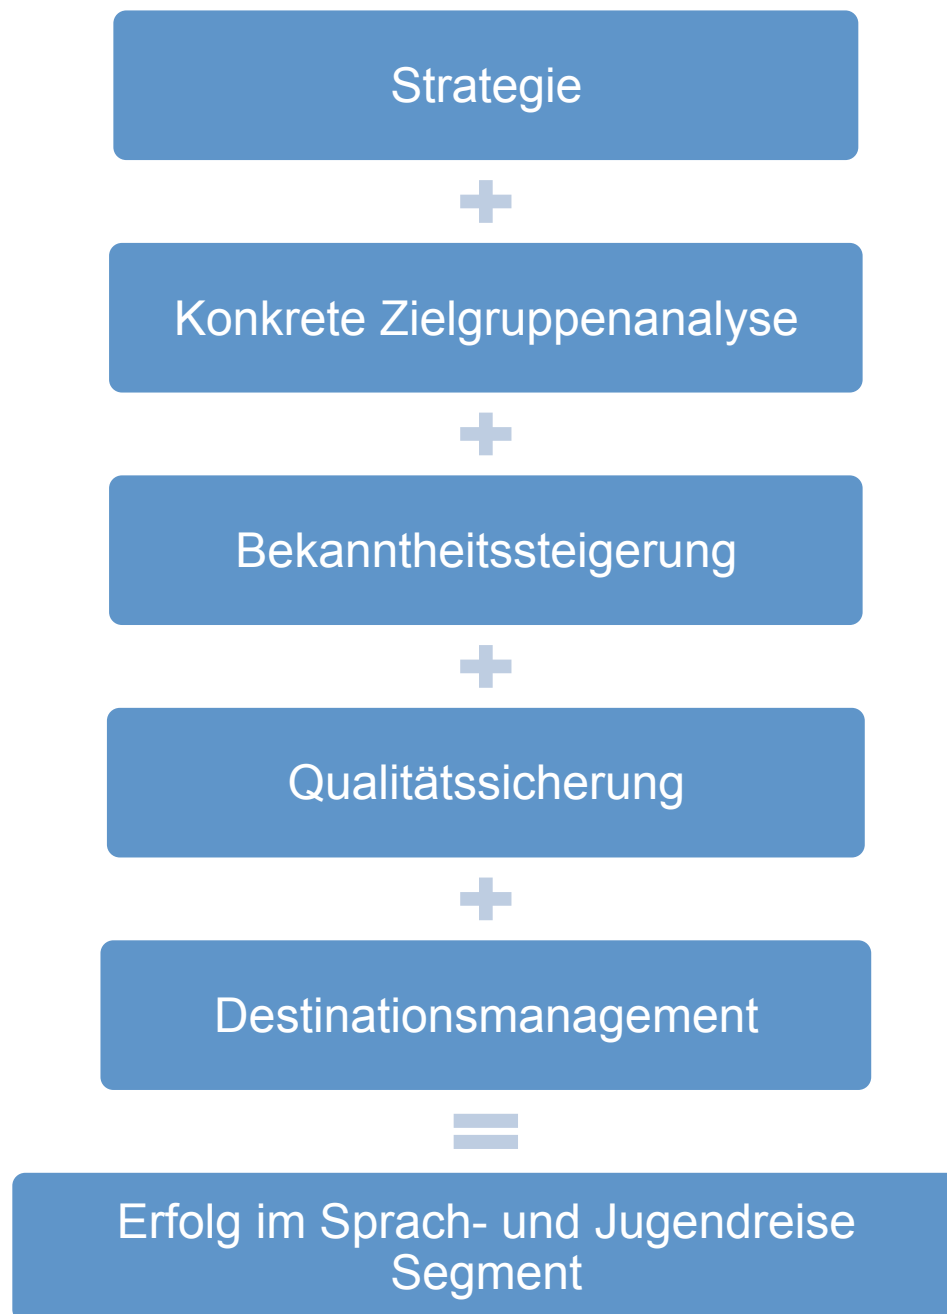 Strategie
+
Konkrete Zielgruppenanalyse
+
Bekanntheitssteigerung
+
Qualitätssicherung
+
Destinationsmanagement
=
Erfolg im Sprach- und Jugendreise
Segment